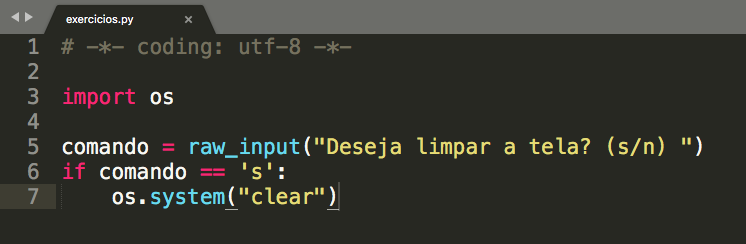 exercicios.py ×
1 # -*- coding: utf-8 -*-
2
3 import os
4
5 comando = raw_input("Deseja limpar a tela? (s/n) ")
6 if comando == 's':
7     os.system("clear")